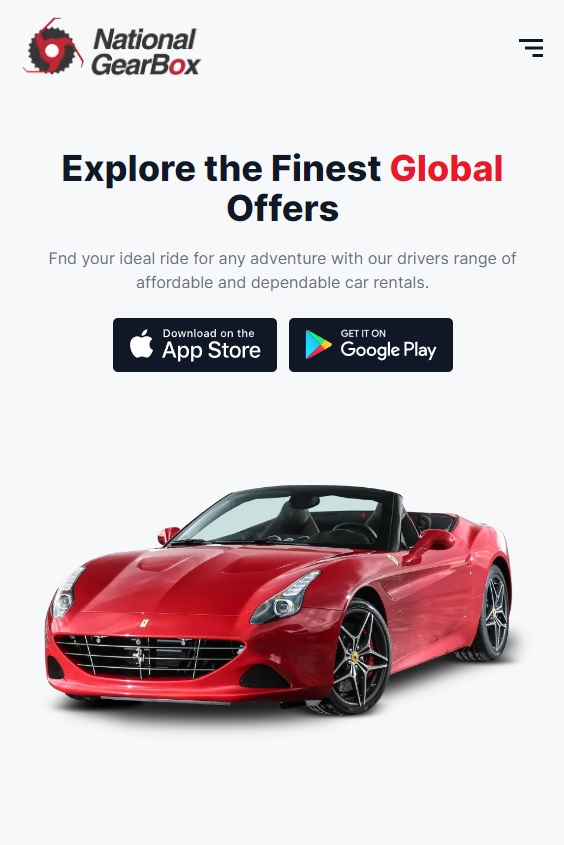 National
GearBox
Explore the Finest Global
Offers
Fnd your ideal ride for any adventure with our drivers range of
affordable and dependable car rentals.
Download on the
App Store
GET IT ON
Google Play